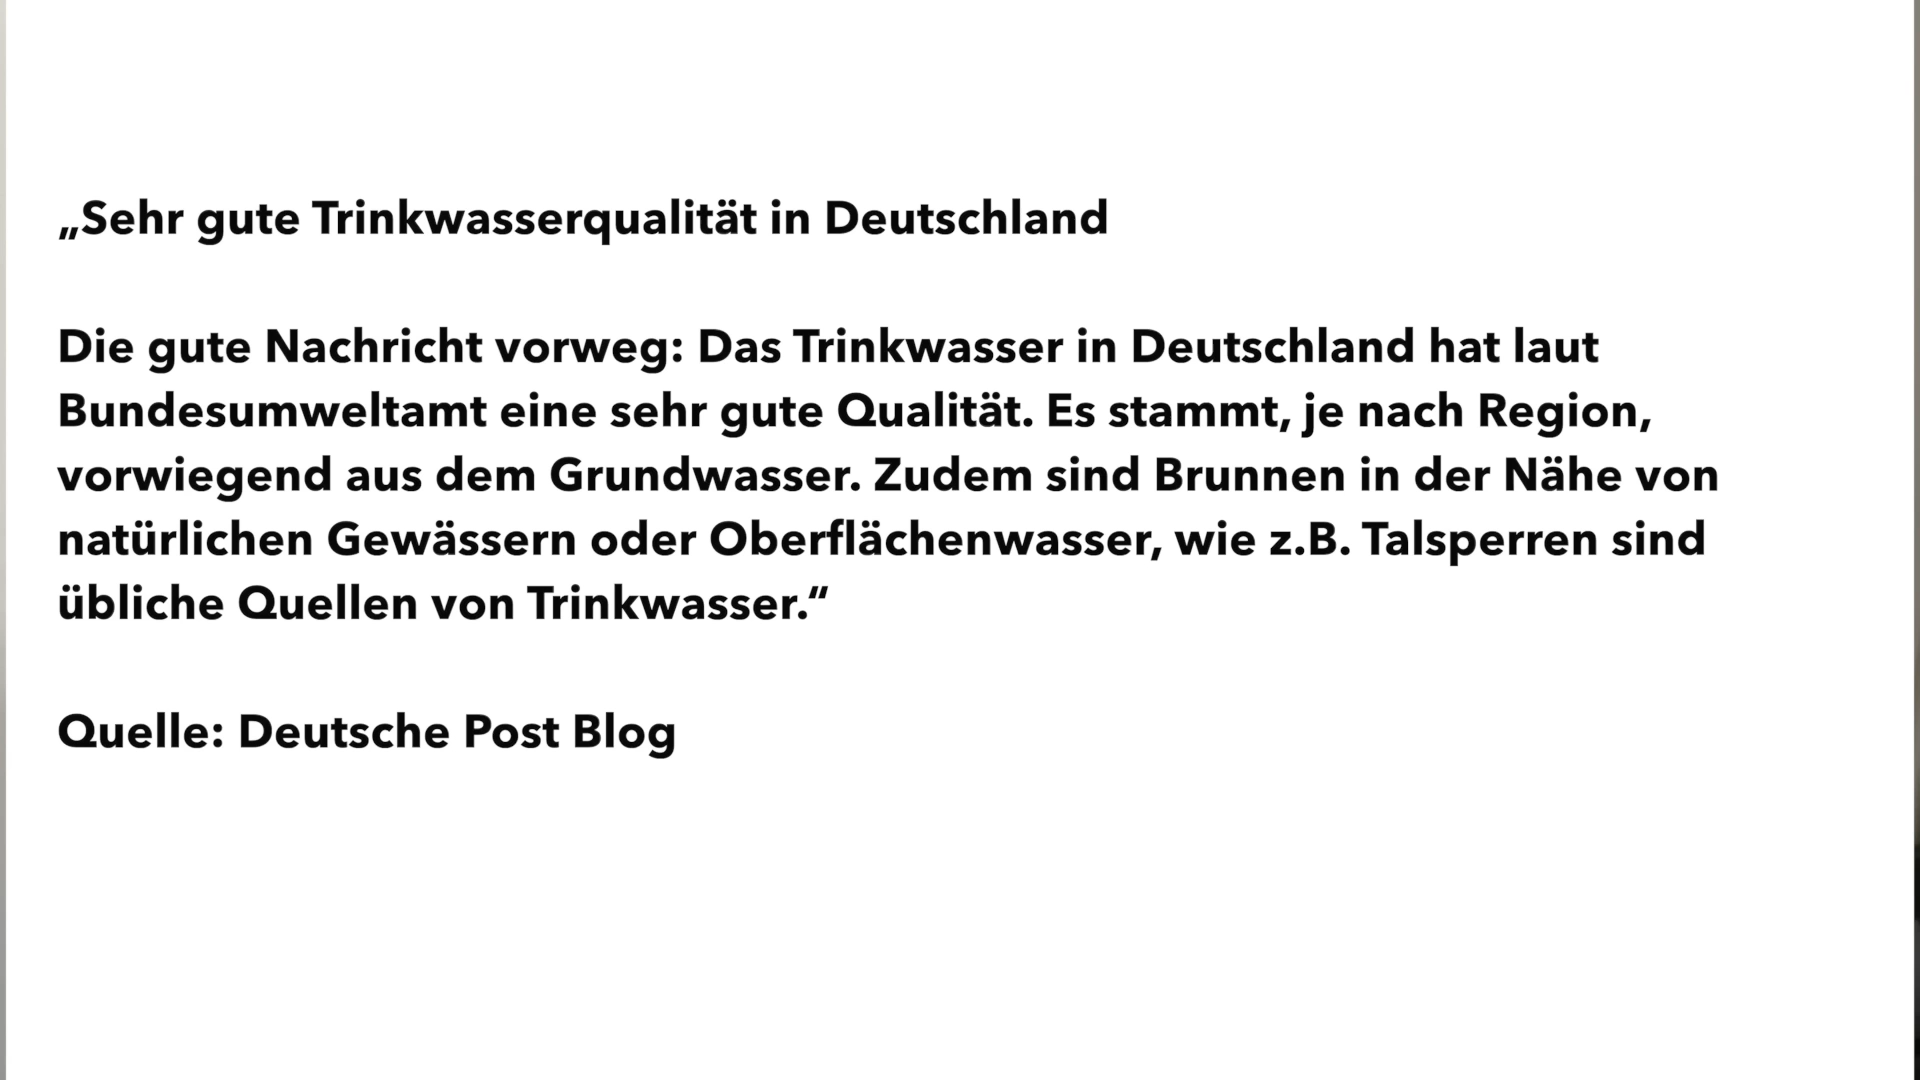 „Sehr gute Trinkwasserqualität in Deutschland
Die gute Nachricht vorweg: Das Trinkwasser in Deutschland hat laut
Bundesumweltamt eine sehr gute Qualität. Es stammt, je nach Region,
vorwiegend aus dem Grundwasser. Zudem sind Brunnen in der Nähe von
natürlichen Gewässern oder Oberflächenwasser, wie z.B. Talsperren sind
übliche Quellen von Trinkwasser.“
Quelle: Deutsche Post Blog